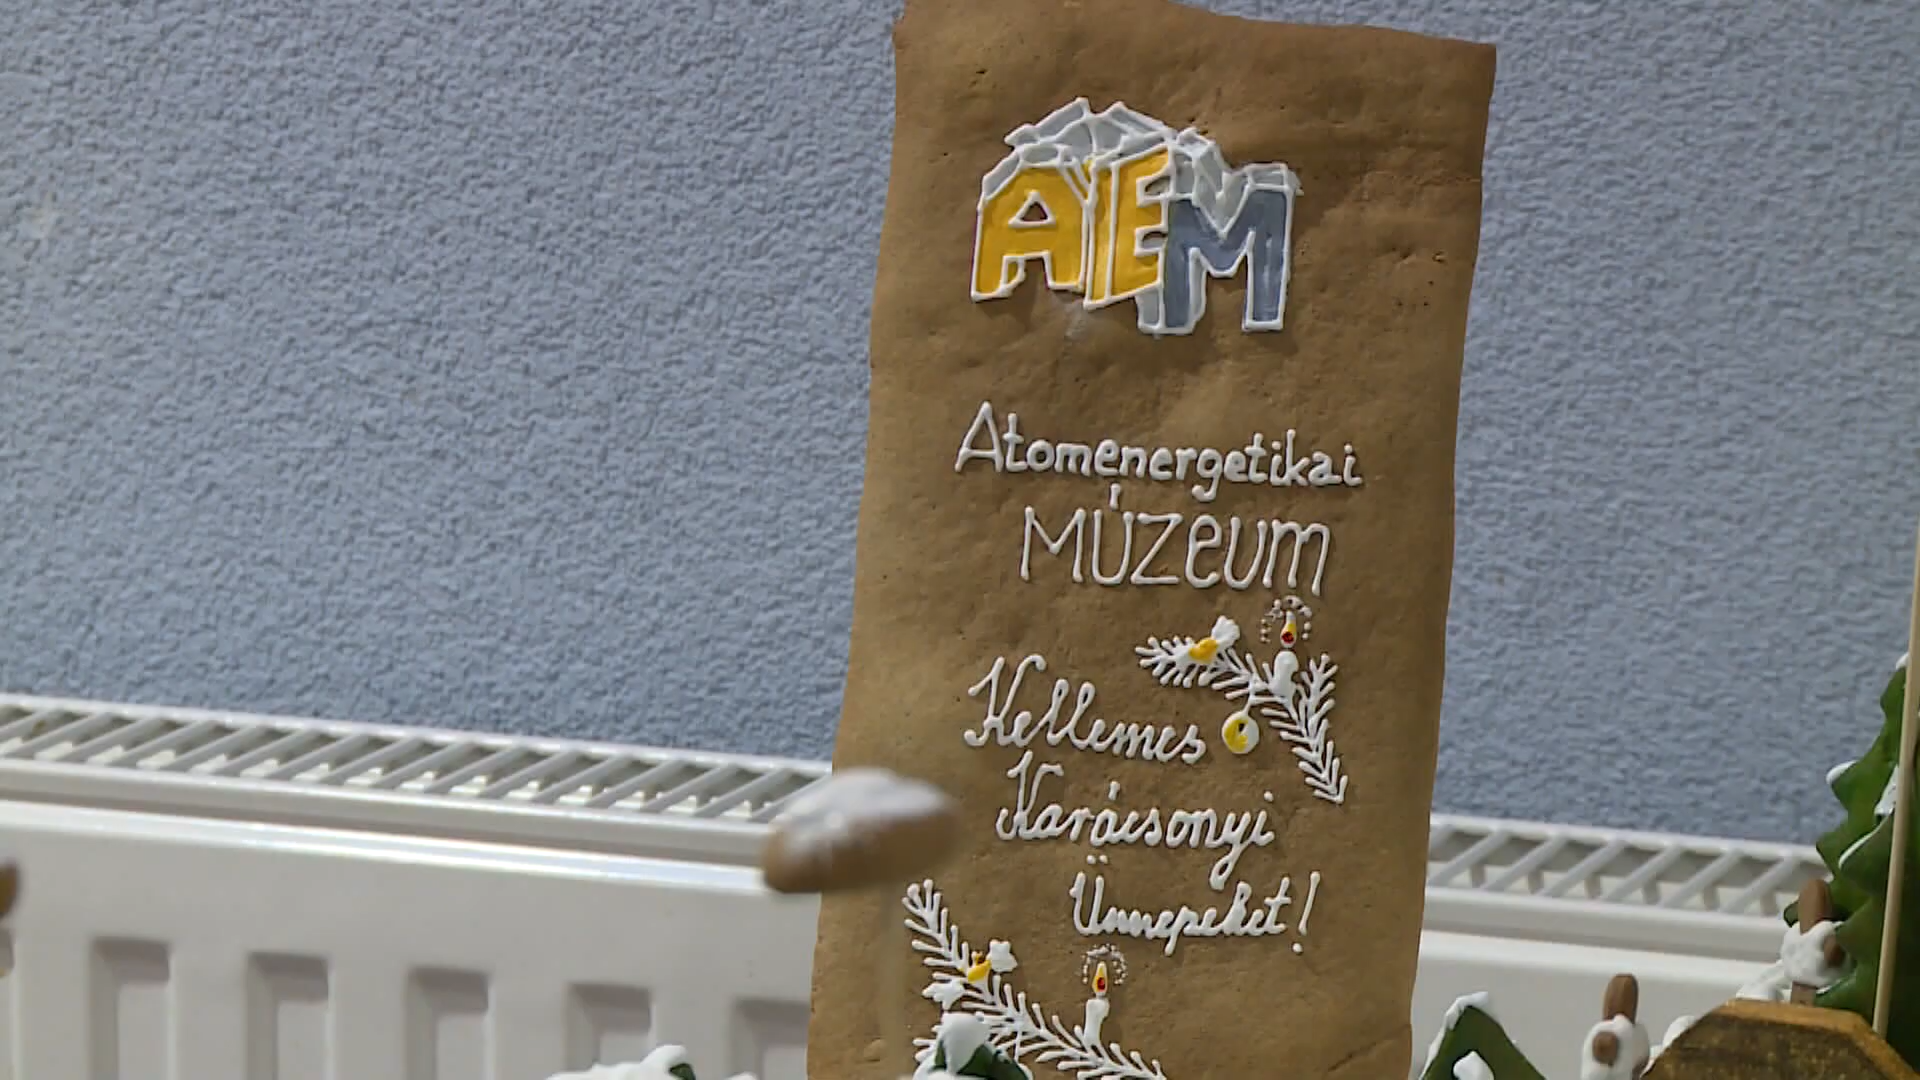 AEM
Atomenergetikai
MÚZEUM
Kellemes
Karácsonyi
Ünnepeket!